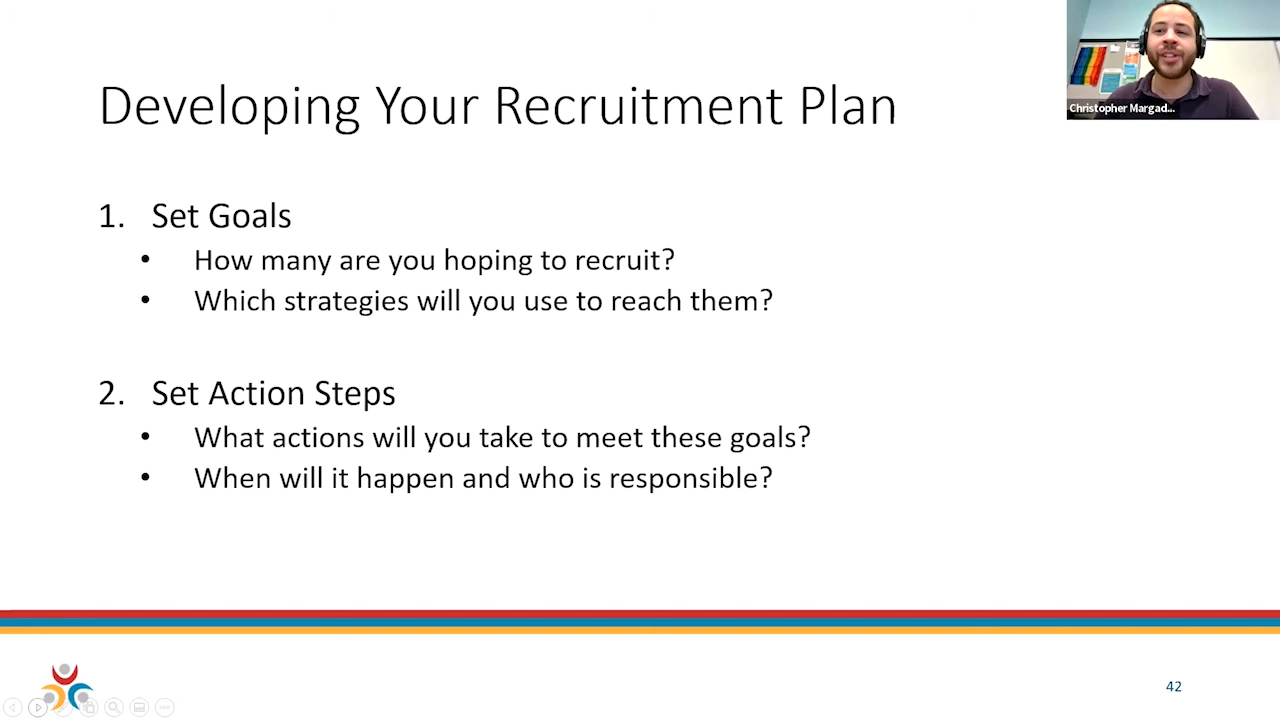 Developing Your Recruitment Plan
Christopher Margad...
1. Set Goals
• How many are you hoping to recruit?
• Which strategies will you use to reach them?
2. Set Action Steps
• What actions will you take to meet these goals?
• When will it happen and who is responsible?
42